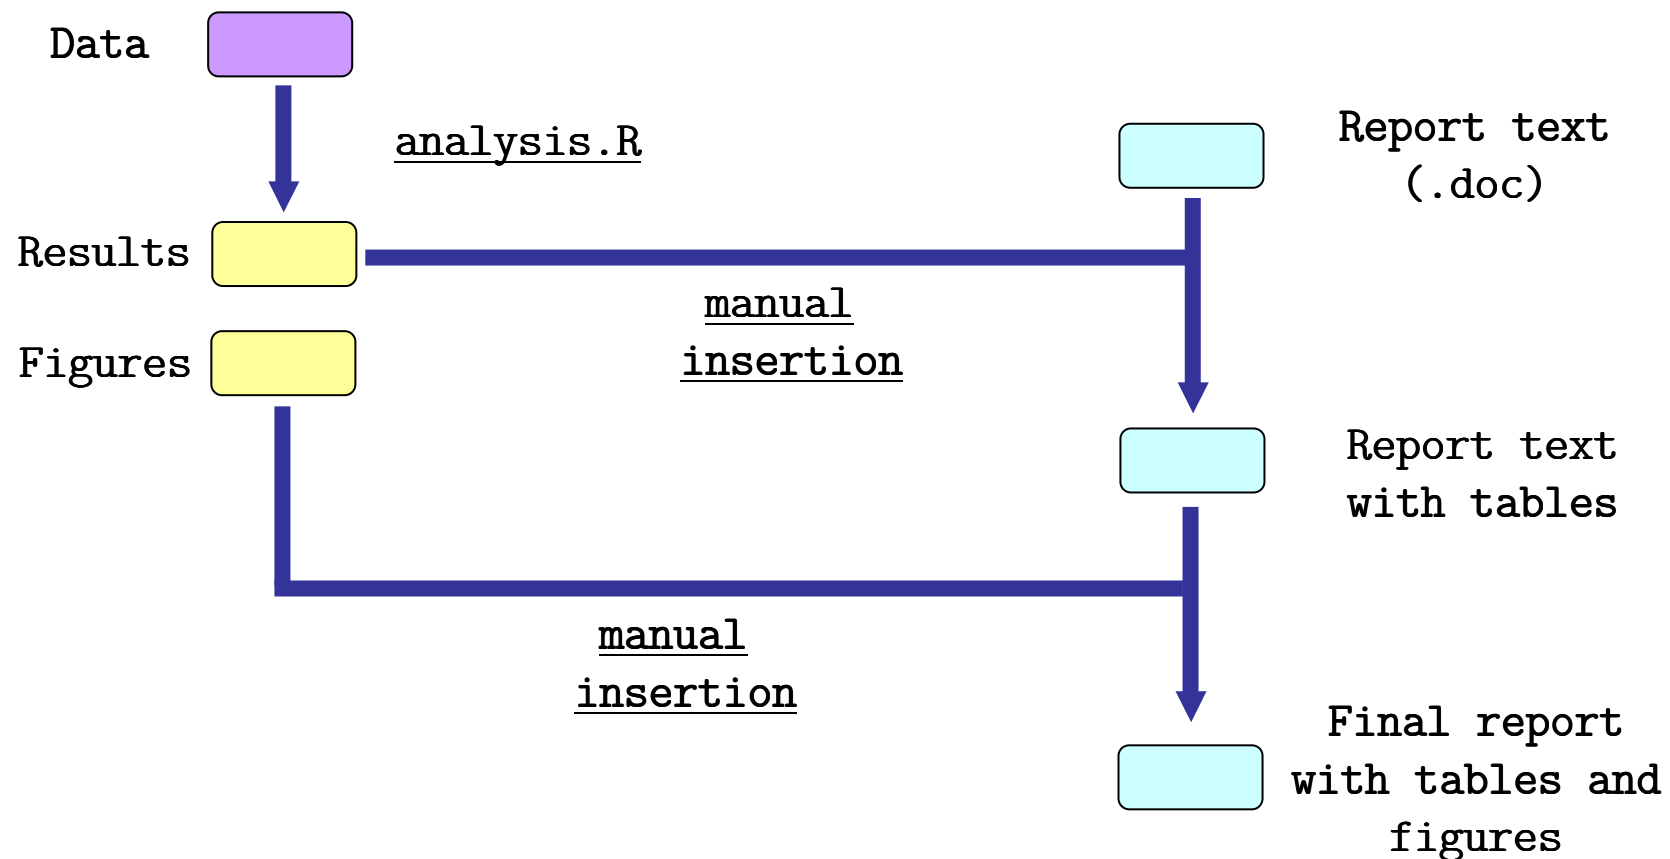 Data
analysis.R
Report text
(.doc)
Results
manual
insertion
Figures
Report text
with tables
manual
insertion
Final report
with tables and
figures